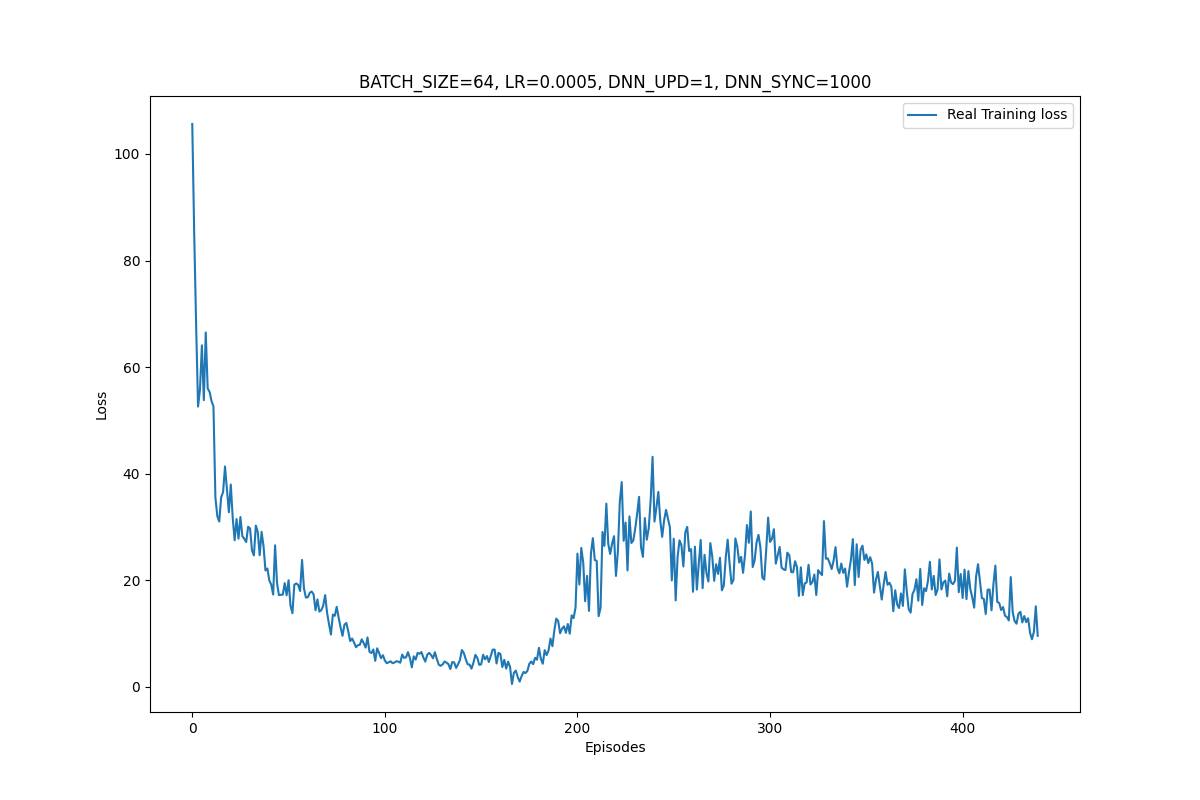 BATCH_SIZE=64, LR=0.0005, DNN_UPD=1, DNN_SYNC=1000
Real Training loss
100
80
60
40
20
0
Loss
0 100 200 300 400
Episodes